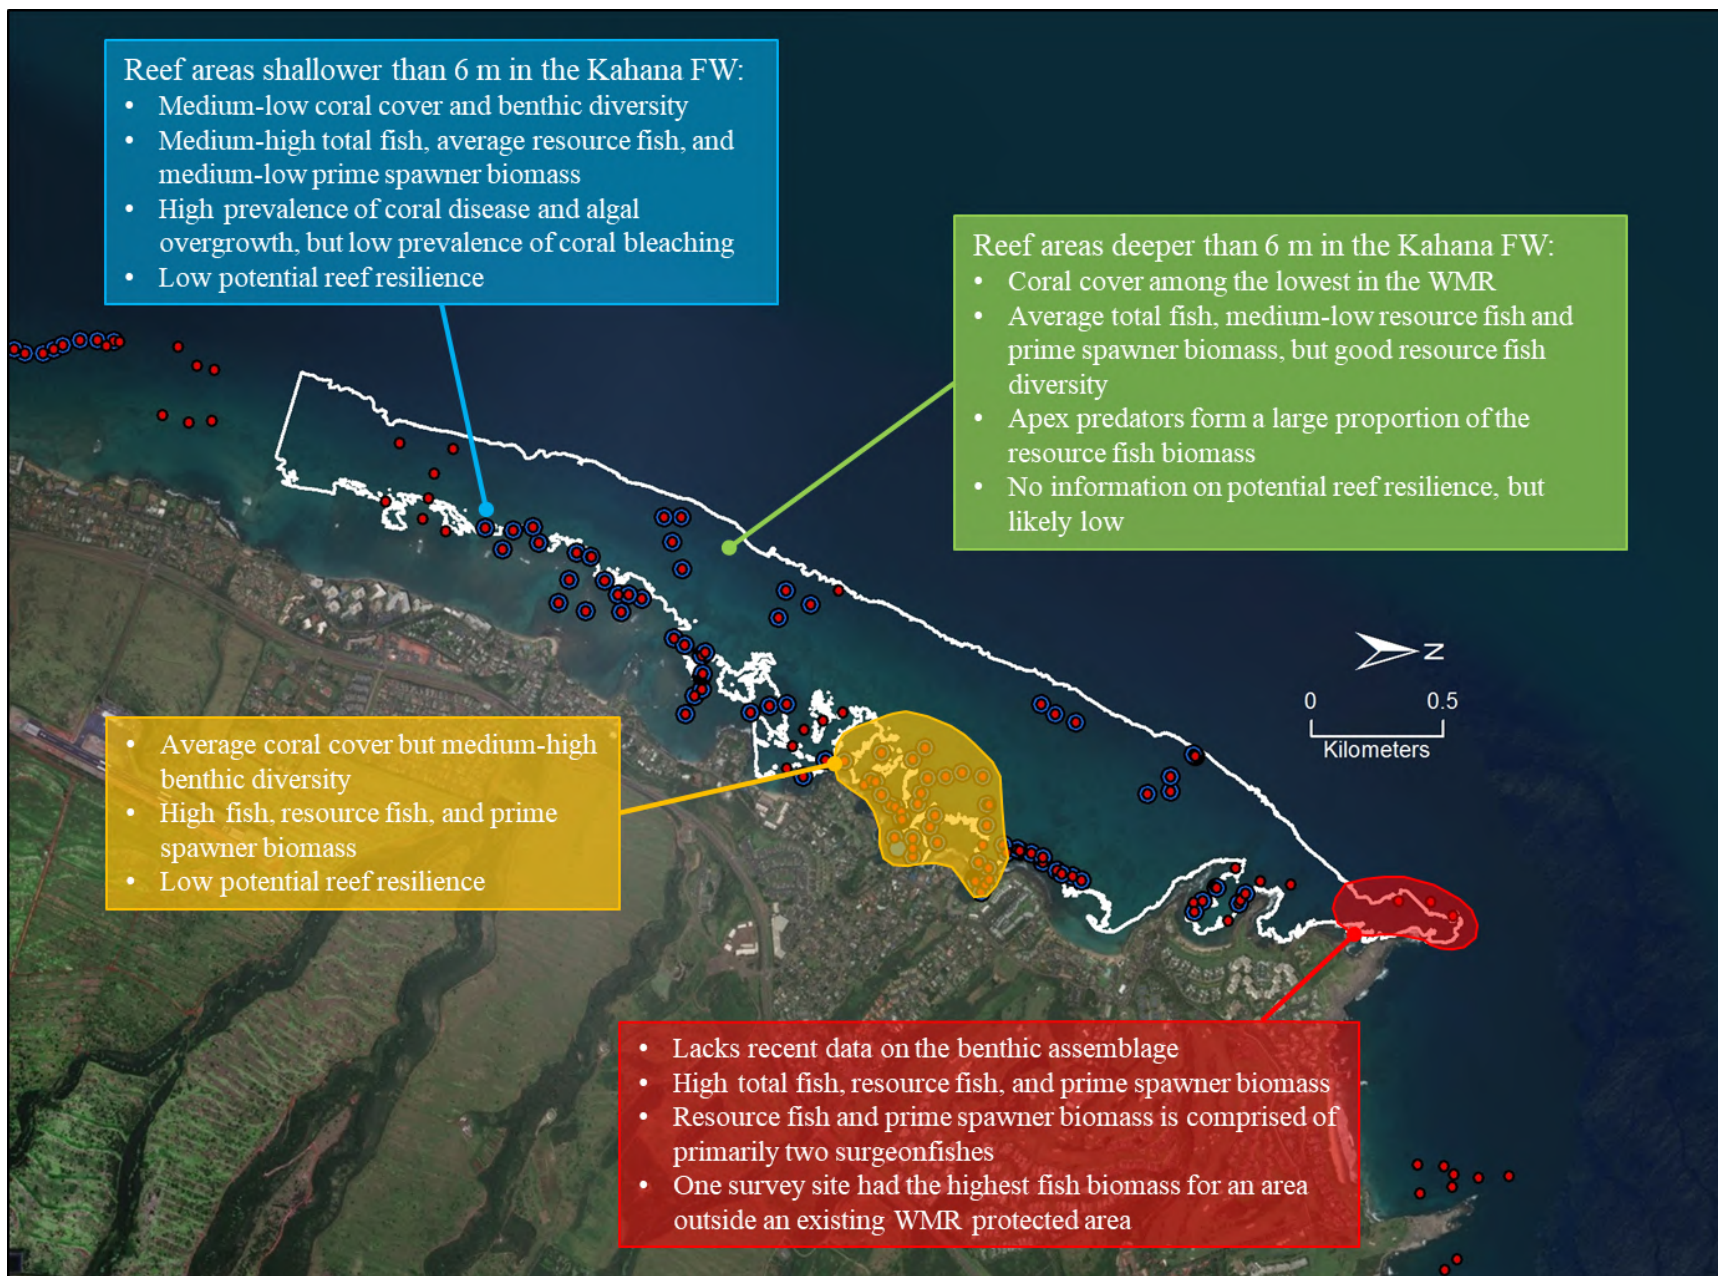 Reef areas shallower than 6 m in the Kahana FW:
• Medium-low coral cover and benthic diversity
• Medium-high total fish, average resource fish, and
medium-low prime spawner biomass
• High prevalence of coral disease and algal
overgrowth, but low prevalence of coral bleaching
• Low potential reef resilience
Reef areas deeper than 6 m in the Kahana FW:
• Coral cover among the lowest in the WMR
• Average total fish, medium-low resource fish and
prime spawner biomass, but good resource fish
diversity
• Apex predators form a large proportion of the
resource fish biomass
• No information on potential reef resilience, but
likely low
N
0 0.5
Kilometers
• Average coral cover but medium-high
benthic diversity
• High fish, resource fish, and prime
spawner biomass
• Low potential reef resilience
• Lacks recent data on the benthic assemblage
• High total fish, resource fish, and prime spawner biomass
• Resource fish and prime spawner biomass is comprised of
primarily two surgeonfishes
• One survey site had the highest fish biomass for an area
outside an existing WMR protected area